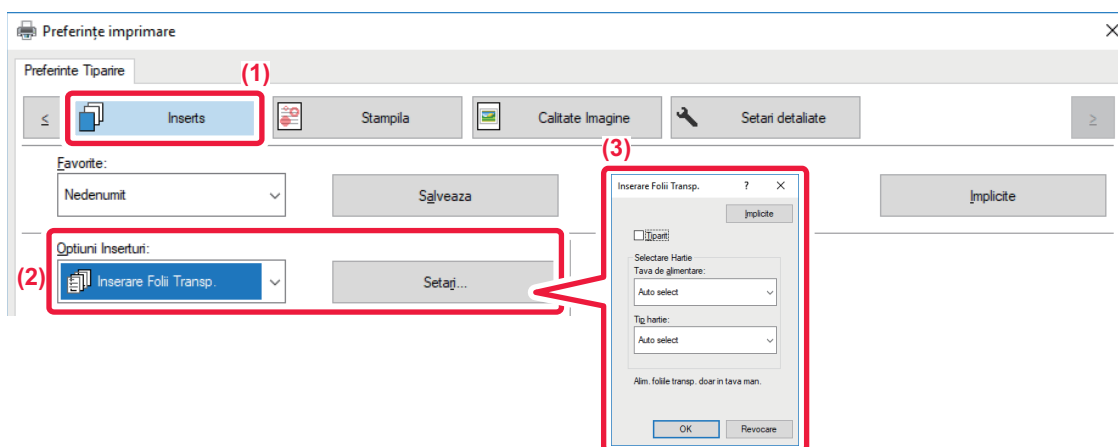 Preferințe imprimare
Preferinte Tiparire
(1)
≤ Inserts Stampila Calitate Imagine Setari detaliate ≥
Favorite:
Nedenumit Salveaza Implicite
Optiuni Inserturi:
(2) Inserare Folii Transp. Setari...
(3)
Inserare Folii Transp. ?
Implicite
Tiparit
Selectare Hartie
Tava de alimentare:
Auto select
Tip hartie:
Auto select
Alim. foliile transp. doar in tava man.
OK Revocare